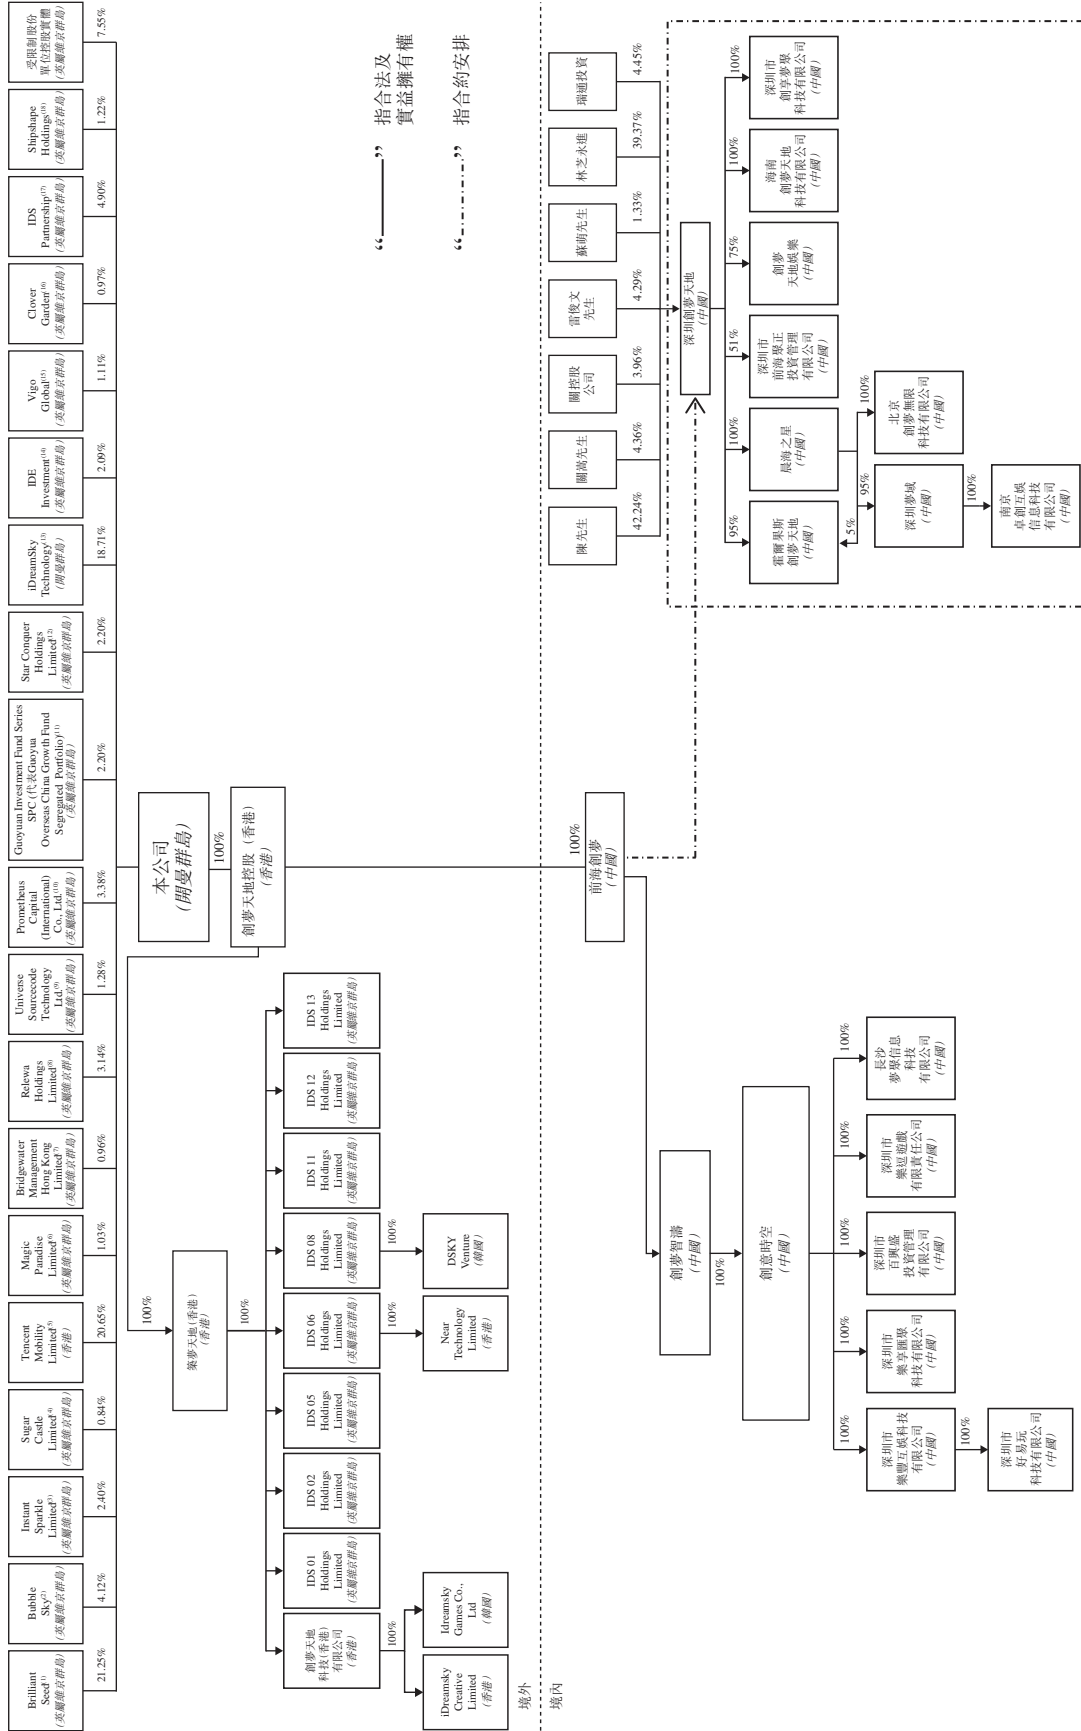 Brilliant
Seed⁽¹⁾
(英屬維京群島)
21.25%
Bubble
Sky⁽²⁾
(英屬維京群島)
4.12%
Instant
Sparkle
Limited⁽³⁾
(英屬維京群島)
2.40%
Sugar
Castle
Limited⁽⁴⁾
(英屬維京群島)
0.84%
Tencent
Mobility
Limited⁽⁵⁾
(香港)
20.65%
Magic
Paradise
Limited⁽⁶⁾
(英屬維京群島)
1.03%
Bridgewater
Management
Hong Kong
Limited⁽⁷⁾
(英屬維京群島)
0.96%
Relewa
Holdings
Limited⁽⁸⁾
(英屬維京群島)
3.14%
Universe
Sourcecode
Technology
Ltd.⁽⁹⁾
(英屬維京群島)
1.28%
Prometheus
Capital
(International)
Co., Ltd.⁽¹⁰⁾
(英屬維京群島)
3.38%
Guoyuan Investment Fund Series
SPC (代表Guoyua
Overseas China Growth Fund
Segregated Portfolio)⁽¹¹⁾
(英屬維京群島)
2.20%
Star Conquer
Holdings
Limited⁽¹²⁾
(英屬維京群島)
2.20%
iDreamSky
Technology⁽¹³⁾
(開曼群島)
18.71%
IDE
Investment⁽¹⁴⁾
(英屬維京群島)
2.09%
Vigo
Global⁽¹⁵⁾
(英屬維京群島)
1.11%
Clover
Garden⁽¹⁶⁾
(英屬維京群島)
0.97%
IDS
Partnership⁽¹⁷⁾
(英屬維京群島)
4.90%
Shipshape
Holdings⁽¹⁸⁾
(英屬維京群島)
1.22%
受限制股份
單位控股實體
(英屬維京群島)
7.55%
本公司
(開曼群島)
100%
創夢天地控股 (香港)
(香港)
100%
築夢天地(香港)
(香港)
100%
創夢天地
科技(香港)
有限公司
(香港)
IDS 01
Holdings
Limited
(英屬維京群島)
IDS 02
Holdings
Limited
(英屬維京群島)
IDS 05
Holdings
Limited
(英屬維京群島)
IDS 06
Holdings
Limited
(英屬維京群島)
IDS 08
Holdings
Limited
(英屬維京群島)
IDS 11
Holdings
Limited
(英屬維京群島)
IDS 12
Holdings
Limited
(英屬維京群島)
IDS 13
Holdings
Limited
(英屬維京群島)
100%
100%
100%
iDreamsky
Creative
Limited
(香港)
Idreamsky
Games Co.,
Ltd
(韓國)
Near
Technology
Limited
(香港)
DSKY
Venture
(韓國)
“ ”
指合法及
實益擁有權
“ ”
指合約安排
境外
境內
100%
前海創夢
(中國)
創夢智濤
(中國)
100%
創意時空
(中國)
100%
100%
100%
100%
100%
深圳市
樂豐互娛科技
有限公司
(中國)
深圳市
樂享匯聚
科技有限公司
(中國)
深圳市
百興盛
投資管理
有限公司
(中國)
深圳市
樂逗遊戲
有限責任公司
(中國)
長沙
夢聚信息
科技
有限公司
(中國)
100%
深圳市
好易玩
科技有限公司
(中國)
陳先生
42.24%
關嵩先生
4.36%
關控股
公司
3.96%
雷俊文
先生
4.29%
蘇萌先生
1.33%
林芝永進
39.37%
瑞通投資
4.45%
深圳創夢天地
(中國)
95%
100%
51%
75%
100%
100%
霍爾果斯
創夢天地
(中國)
晨海之星
(中國)
深圳市
前海聚正
投資管理
有限公司
(中國)
創夢
天地娛樂
(中國)
海南
創夢天地
科技有限公司
(中國)
深圳市
創享夢聚
科技有限公司
(中國)
5%
95%
100%
深圳夢域
(中國)
北京
創夢無限
科技有限公司
(中國)
100%
南京
卓創互娛
信息科技
有限公司
(中國)